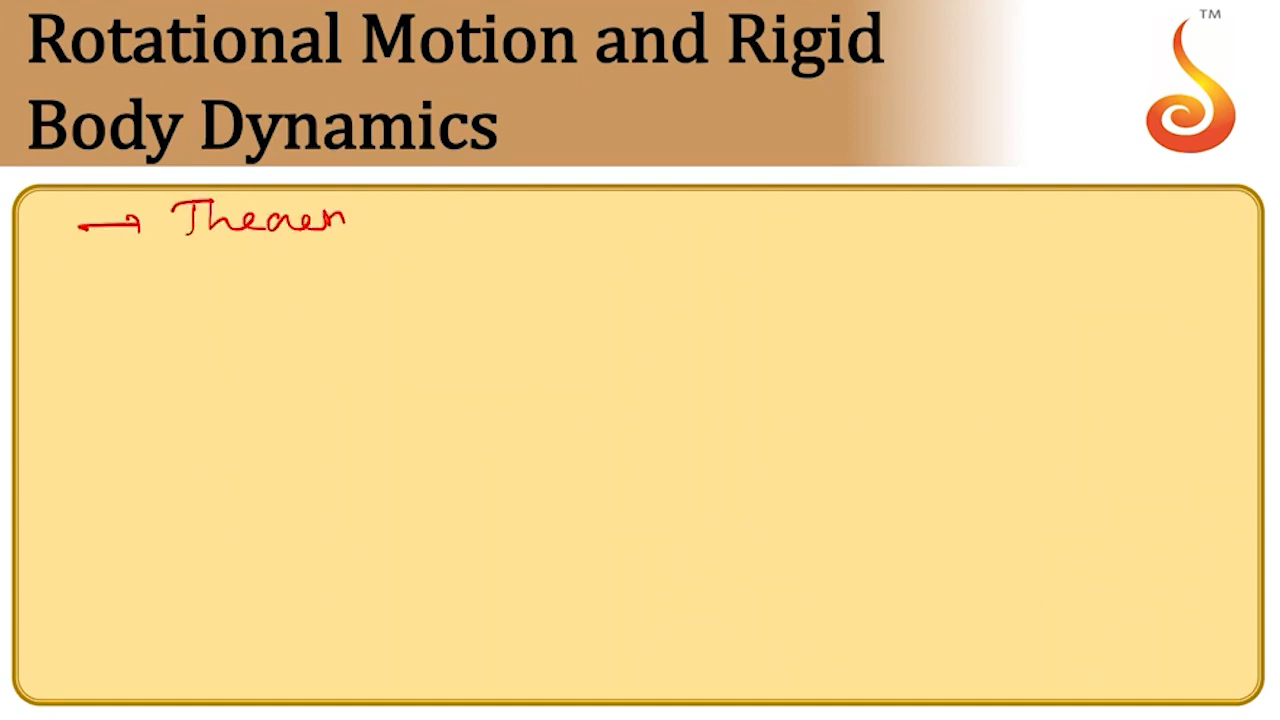 Rotational Motion and Rigid
Body Dynamics
TM
→ Theorem